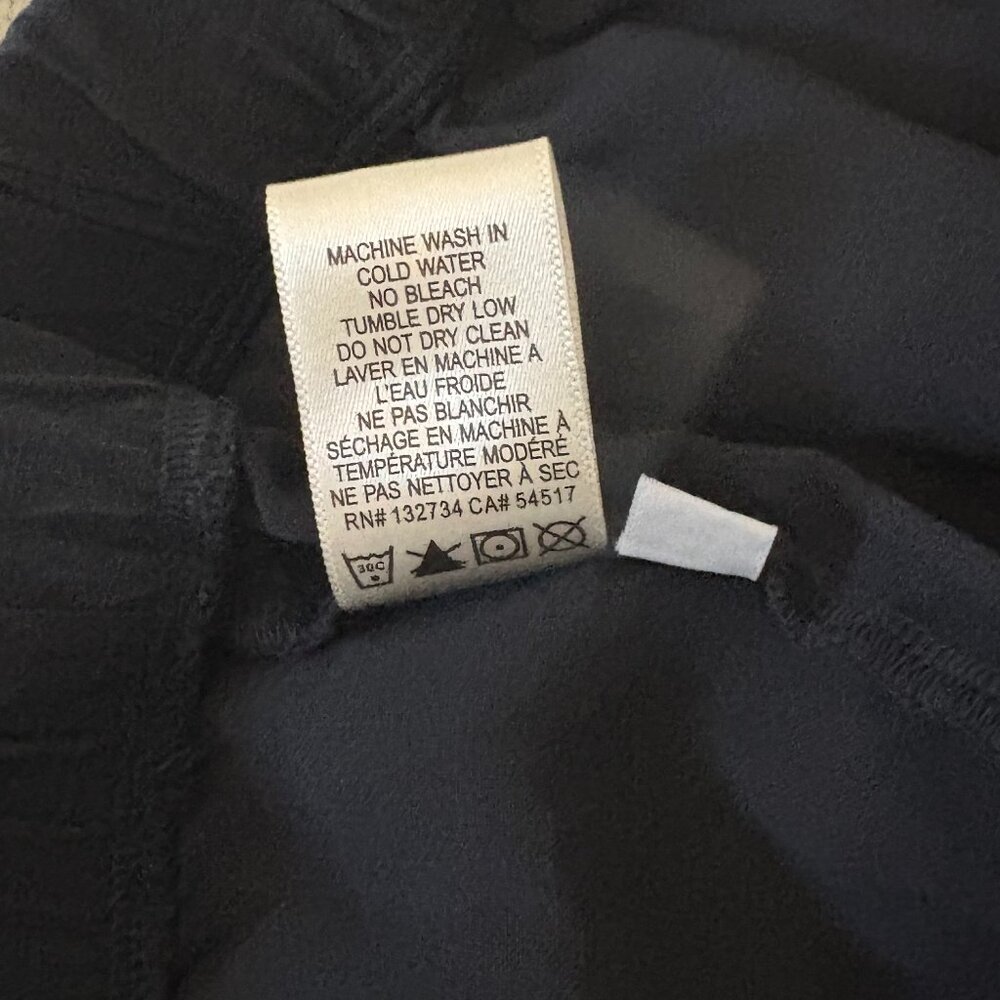 MACHINE WASH IN
COLD WATER
NO BLEACH
TUMBLE DRY LOW
DO NOT DRY CLEAN
LAVER EN MACHINE A
L'EAU FROIDE
NE PAS BLANCHIR
SÉCHAGE EN MACHINE À
TEMPÉRATURE MODÉRÉ
NE PAS NETTOYER À SEC
RN# 132734 CA# 54517
30C